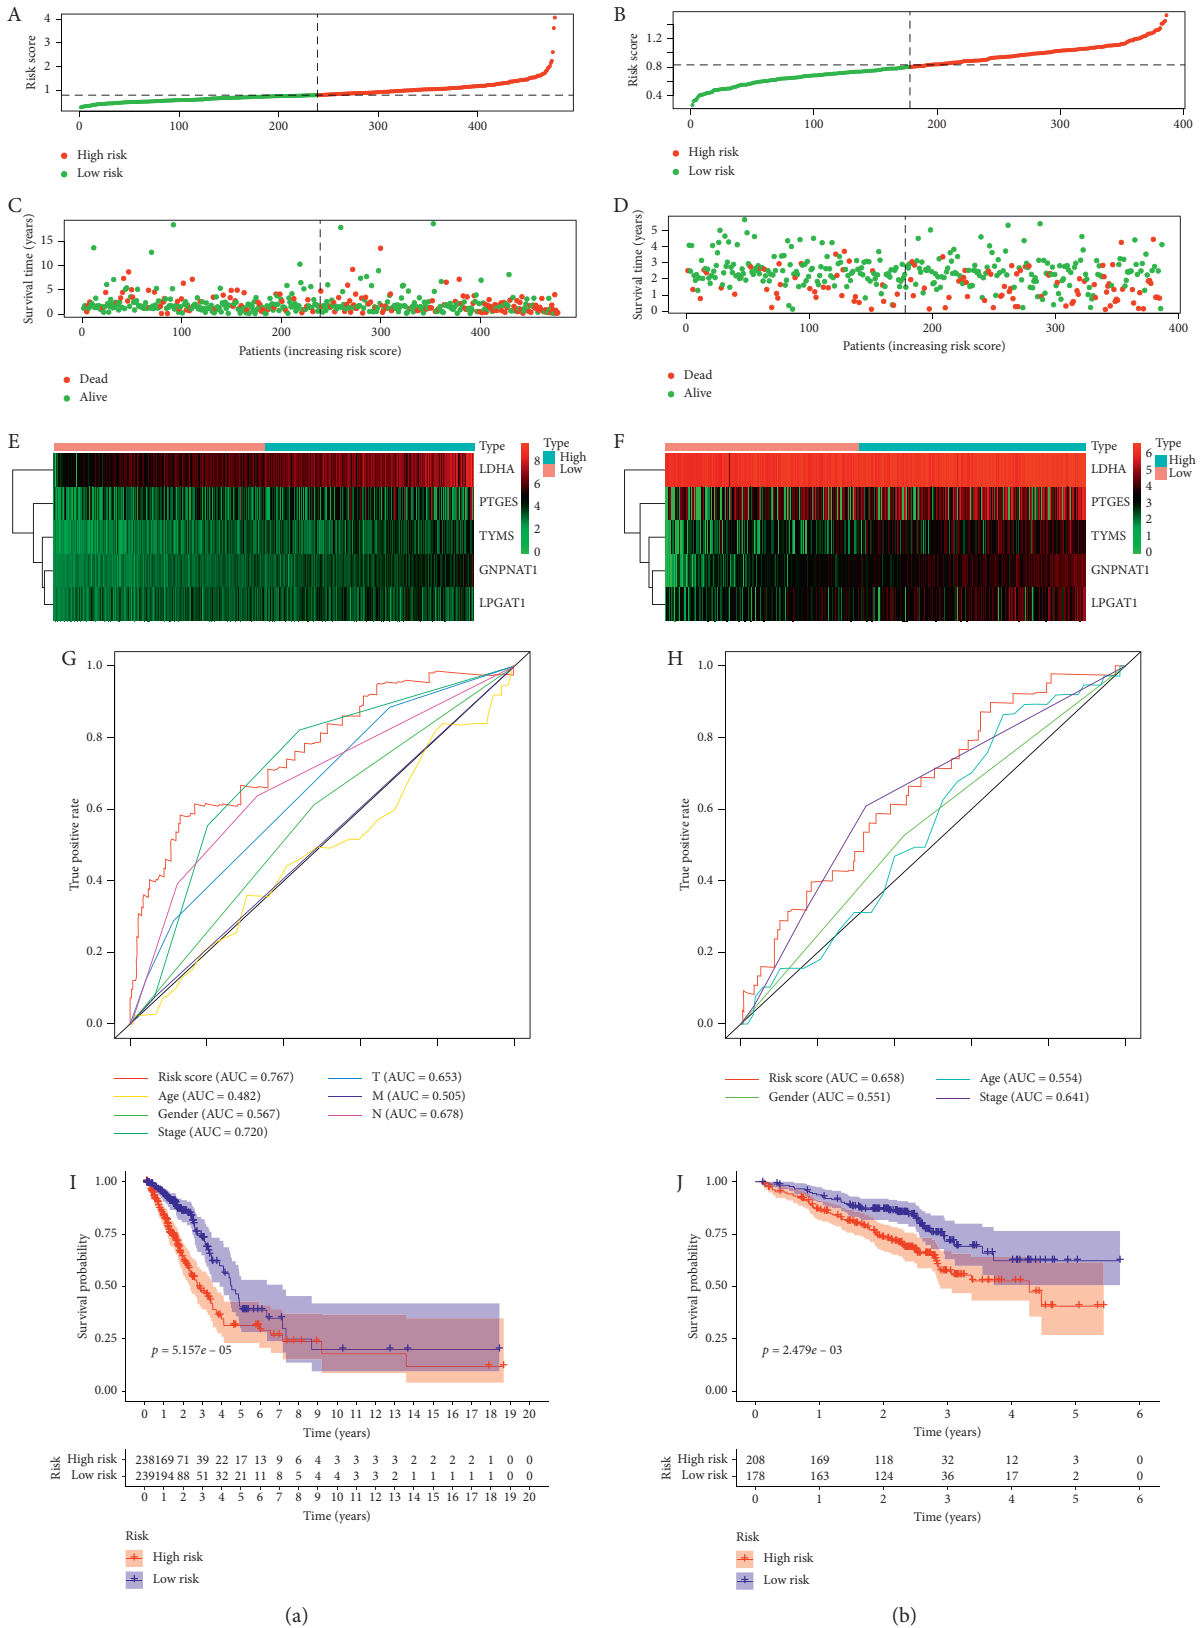 A
Risk score
4
3
2
1
0
100
200
300
400
High risk
Low risk
B
Risk score
1.2
0.8
0.4
0
100
200
300
400
High risk
Low risk
C
Survival time (years)
15
10
5
0
0
100
200
300
400
Patients (increasing risk score)
Dead
Alive
D
Survival time (years)
5
4
3
2
1
0
0
100
200
300
400
Patients (increasing risk score)
Dead
Alive
E
Type
LDHA
PTGES
TYMS
GNPNAT1
LPGAT1
8
6
4
2
0
Type
High
Low
F
Type
LDHA
PTGES
TYMS
GNPNAT1
LPGAT1
6
5
4
3
2
1
0
Type
High
Low
G
True positive rate
1.0
0.8
0.6
0.4
0.2
0.0
Risk score (AUC = 0.767)
Age (AUC = 0.482)
Gender (AUC = 0.567)
Stage (AUC = 0.720)
T (AUC = 0.653)
M (AUC = 0.505)
N (AUC = 0.678)
H
True positive rate
1.0
0.8
0.6
0.4
0.2
0.0
Risk score (AUC = 0.658)
Gender (AUC = 0.551)
Age (AUC = 0.554)
Stage (AUC = 0.641)
I
Survival probability
1.00
0.75
0.50
0.25
0.00
p = 5.157e – 05
0 1 2 3 4 5 6 7 8 9 10 11 12 13 14 15 16 17 18 19 20
Time (years)
Risk
High risk 238 169 71 39 22 17 13 9 6 4 3 3 3 3 2 2 2 2 1 0 0
Low risk 239 194 88 51 32 21 11 8 5 4 4 3 3 2 1 1 1 1 1 0 0
0 1 2 3 4 5 6 7 8 9 10 11 12 13 14 15 16 17 18 19 20
Time (years)
Risk
High risk
Low risk
(a)
J
Survival probability
1.00
0.75
0.50
0.25
0.00
p = 2.479e – 03
0 1 2 3 4 5 6
Time (years)
Risk
High risk 208 169 118 32 12 3 0
Low risk 178 163 124 36 17 2 0
0 1 2 3 4 5 6
Time (years)
Risk
High risk
Low risk
(b)